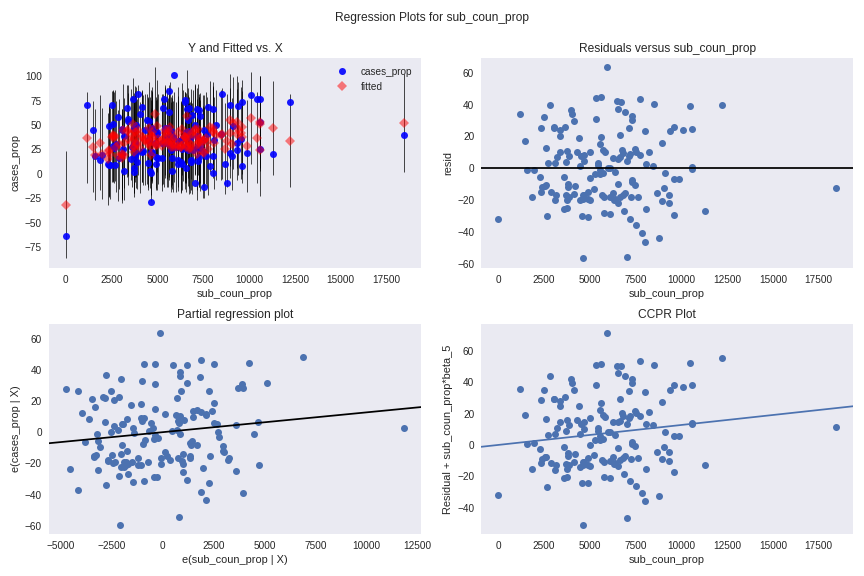 Regression Plots for sub_coun_prop
Y and Fitted vs. X
cases_prop
fitted
100
75
50
25
0
−25
−50
−75
cases_prop
0 2500 5000 7500 10000 12500 15000 17500
sub_coun_prop
Residuals versus sub_coun_prop
60
40
20
0
−20
−40
−60
resid
0 2500 5000 7500 10000 12500 15000 17500
sub_coun_prop
Partial regression plot
60
40
20
0
−20
−40
−60
e(cases_prop | X)
−5000 −2500 0 2500 5000 7500 10000 12500
e(sub_coun_prop | X)
CCPR Plot
60
40
20
0
−20
−40
Residual + sub_coun_prop*beta_5
0 2500 5000 7500 10000 12500 15000 17500
sub_coun_prop